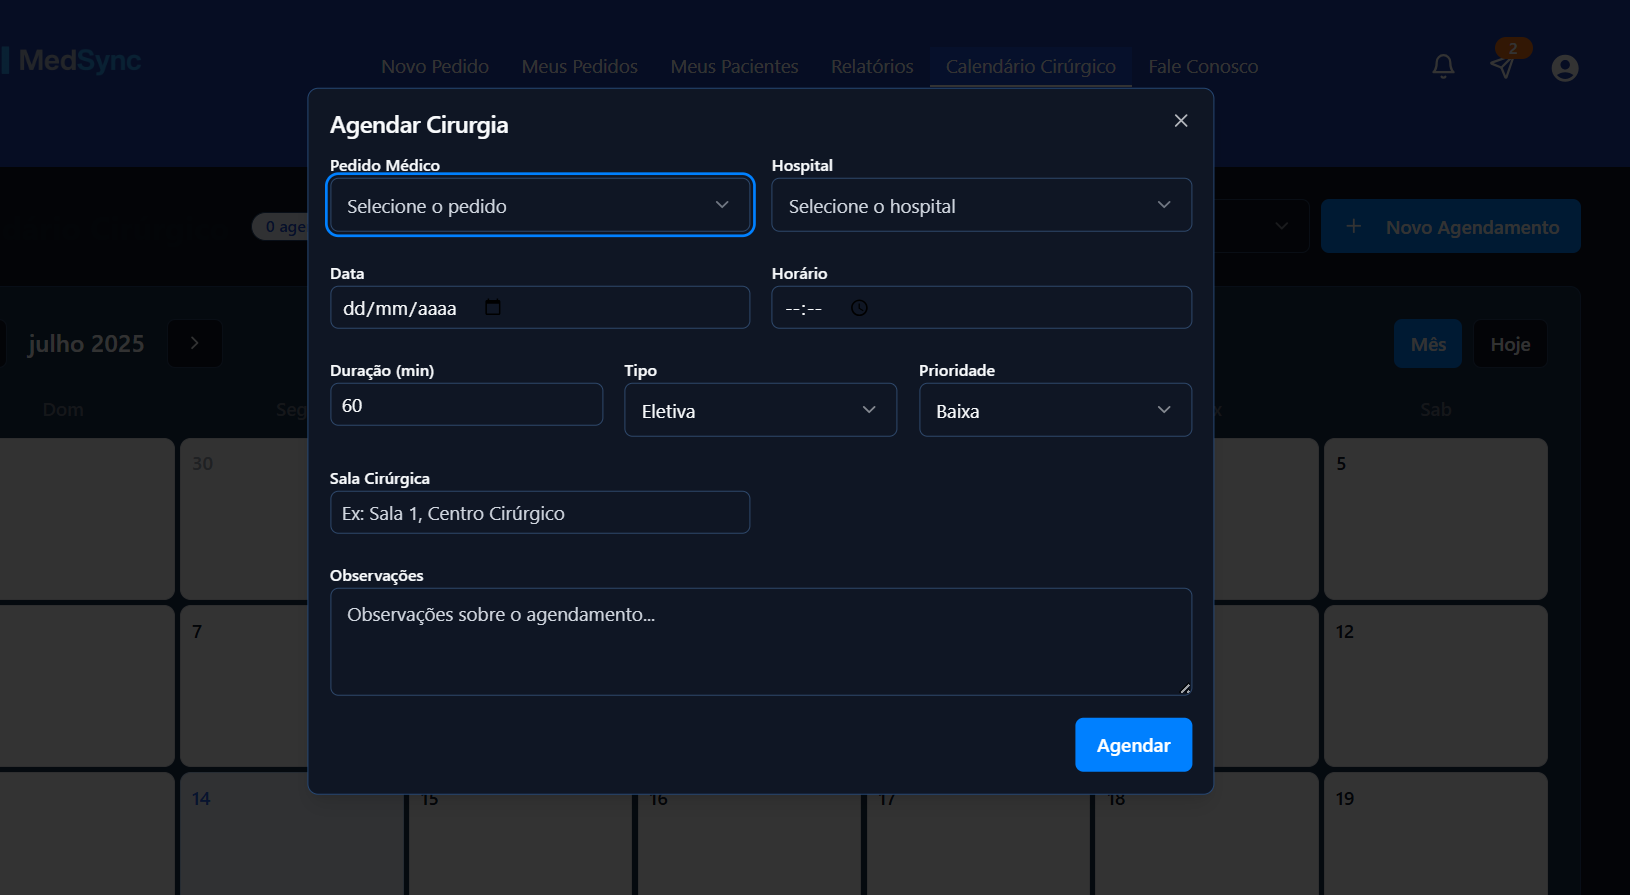 MedSync
Novo Pedido
Meus Pedidos
Meus Pacientes
Relatórios
Calendário Cirúrgico
Fale Conosco
2
Agendar Cirurgia
Pedido Médico
Hospital
Selecione o pedido
Selecione o hospital
0 age
Novo Agendamento
Data
Horário
dd/mm/aaaa
--:--
julho 2025
Mês
Hoje
Duração (min)
Tipo
Prioridade
60
Eletiva
Baixa
Dom
Seg
Sab
30
5
Sala Cirúrgica
Ex: Sala 1, Centro Cirúrgico
Observações
Observações sobre o agendamento...
7
12
Agendar
14
15
16
17
18
19